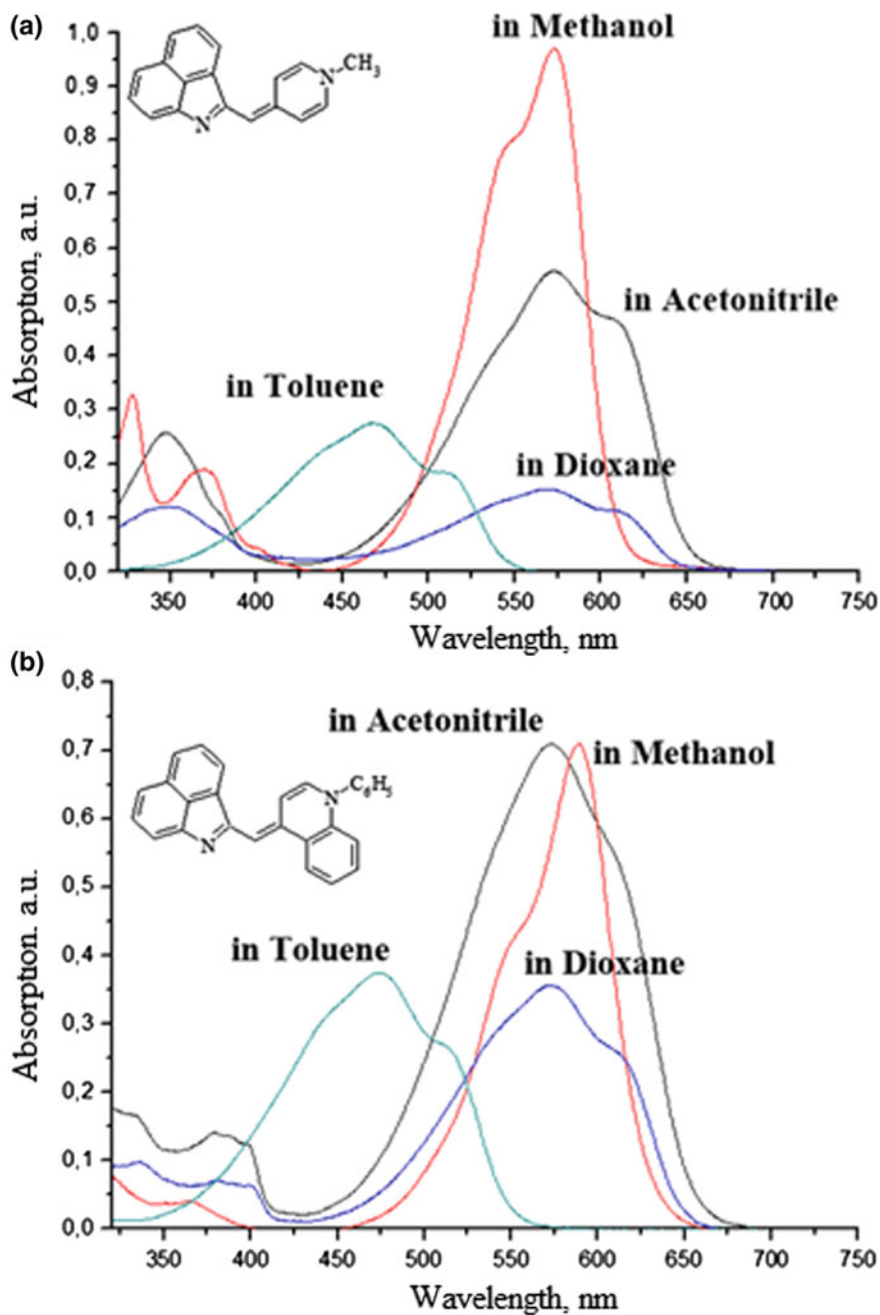 (a)
1,0
0,9
0,8
0,7
0,6
0,5
0,4
0,3
0,2
0,1
0,0
Absorption, a.u.
N
N
CH3
in Methanol
in Acetonitrile
in Toluene
in Dioxane
350 400 450 500 550 600 650 700 750
Wavelength, nm
(b)
0,8
0,7
0,6
0,5
0,4
0,3
0,2
0,1
0,0
Absorption. a.u.
N
N
C6H5
in Acetonitrile
in Methanol
in Toluene
in Dioxane
350 400 450 500 550 600 650 700 750
Wavelength, nm